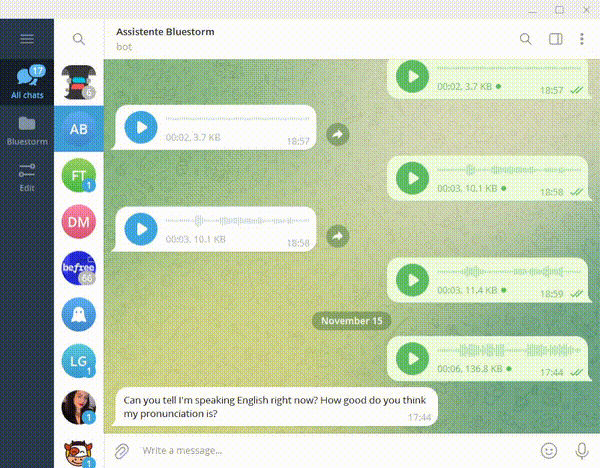 Assistente Bluestorm
bot
17
All chats
Bluestorm
Edit
6
AB
FT
1
DM
befree
66
LG
1
1
1
00:02, 3.7 KB
18:57
00:02, 3.7 KB
18:57
00:03, 10.1 KB
18:58
00:03, 10.1 KB
18:58
00:03, 11.4 KB
18:59
November 15
00:06, 136.8 KB
17:44
Can you tell I'm speaking English right now? How good do you think
my pronunciation is?
17:44
Write a message...